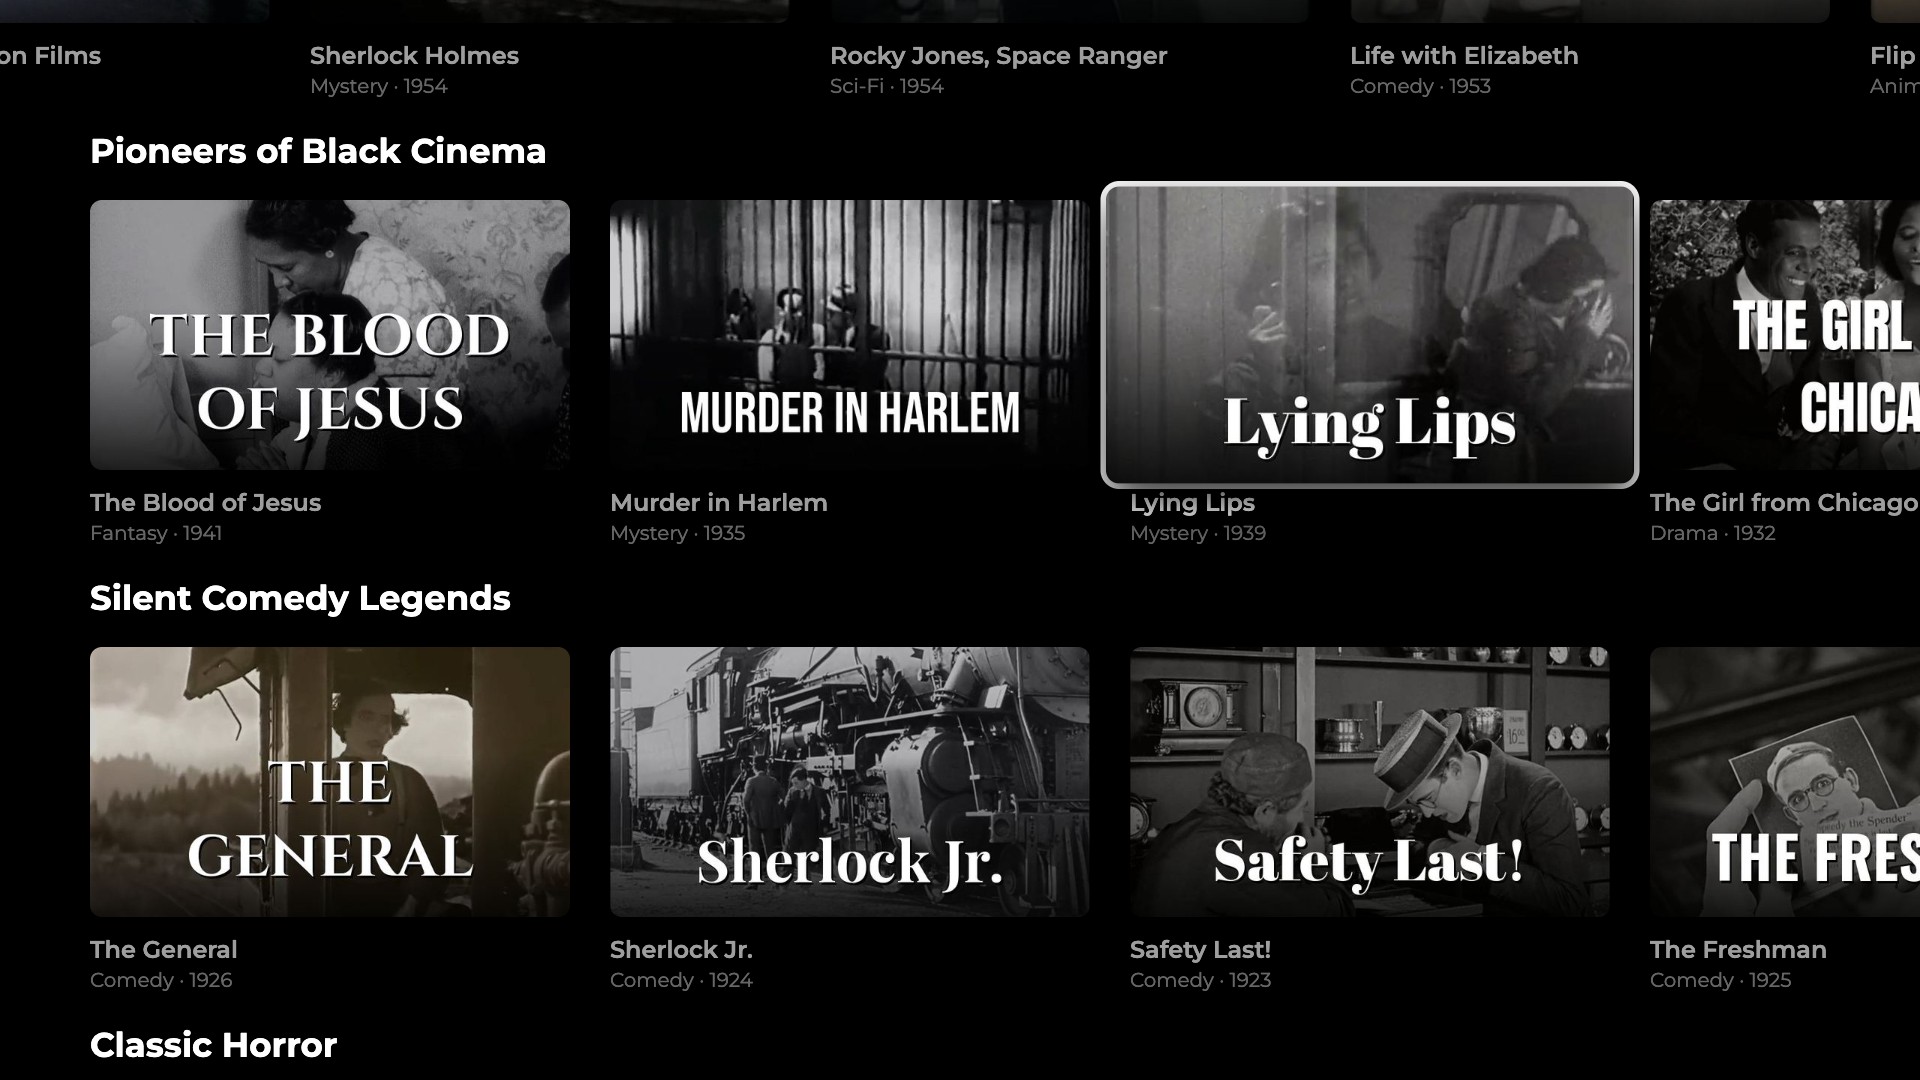 on Films
Sherlock Holmes
Mystery · 1954
Rocky Jones, Space Ranger
Sci-Fi · 1954
Life with Elizabeth
Comedy · 1953
Flip
Anim
Pioneers of Black Cinema
THE BLOOD
OF JESUS
The Blood of Jesus
Fantasy · 1941
MURDER IN HARLEM
Murder in Harlem
Mystery · 1935
Lying Lips
Lying Lips
Mystery · 1939
THE GIRL
CHICA
The Girl from Chicago
Drama · 1932
Silent Comedy Legends
THE
GENERAL
The General
Comedy · 1926
Sherlock Jr.
Sherlock Jr.
Comedy · 1924
Safety Last!
Safety Last!
Comedy · 1923
THE FRES
The Freshman
Comedy · 1925
Classic Horror